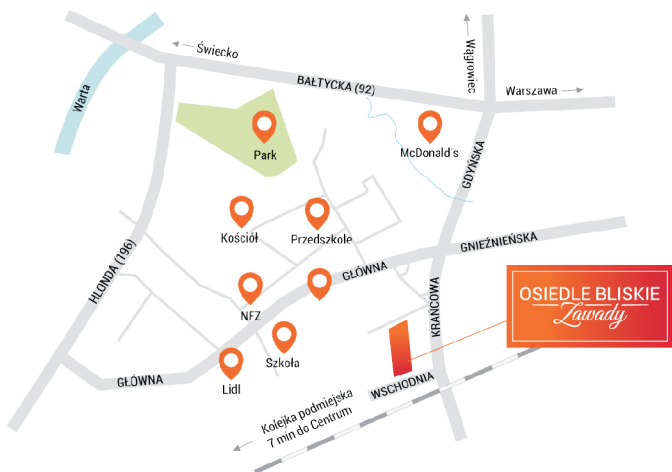 Świecko
Wągrowiec
Warszawa
Warta
BAŁTYCKA (92)
Park
McDonald's
GDYŃSKA
Kościół
Przedszkole
GNIEŹNIEŃSKA
HLONDA (196)
GŁÓWNA
NFZ
KRAŃCOWA
OSIEDLE BLISKIE
Zawady
Szkoła
Lidl
GŁÓWNA
WSCHODNIA
Kolejka podmiejska
7 min do Centrum